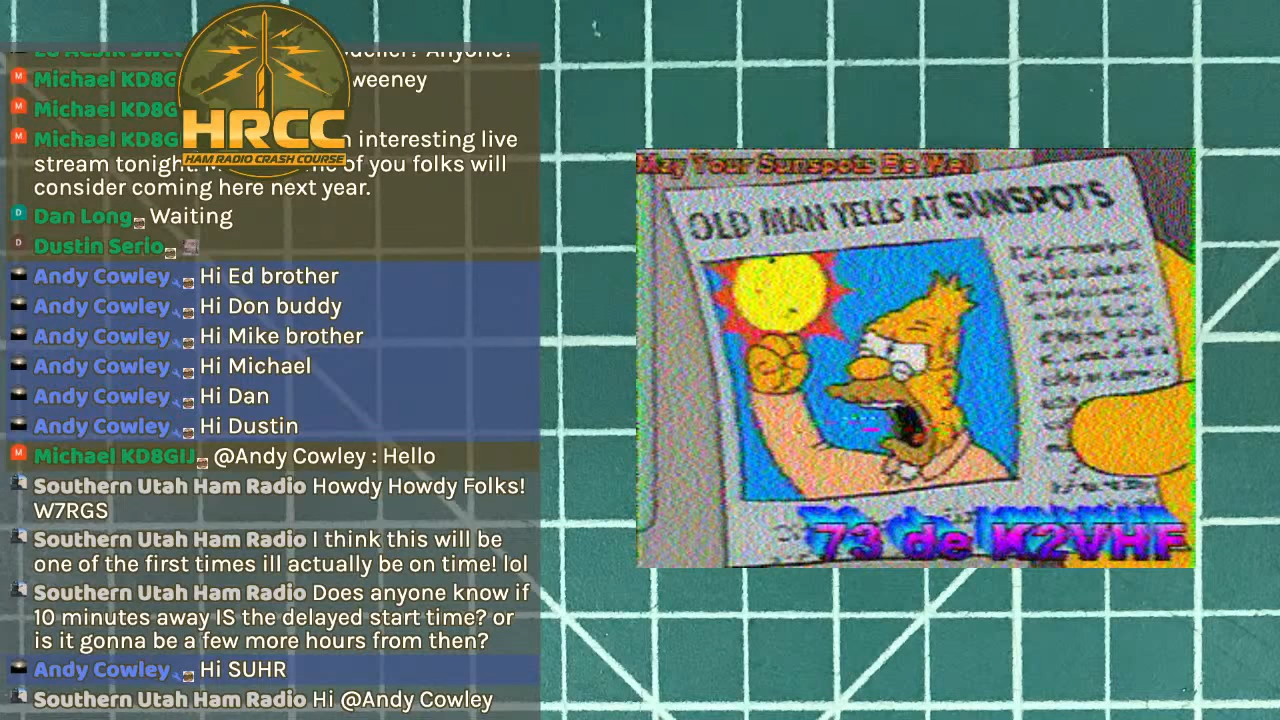 Anyone?
Michael KD8G
weeney
Michael KD8G
Michael KD8G
interesting live
stream tonight.
of you folks will
consider coming here next year.
Dan Long Waiting
Dustin Serio
Andy Cowley Hi Ed brother
Andy Cowley Hi Don buddy
Andy Cowley Hi Mike brother
Andy Cowley Hi Michael
Andy Cowley Hi Dan
Andy Cowley Hi Dustin
Michael KD8GIJ @Andy Cowley : Hello
Southern Utah Ham Radio Howdy Howdy Folks!
W7RGS
Southern Utah Ham Radio I think this will be
one of the first times ill actually be on time! lol
Southern Utah Ham Radio Does anyone know if
10 minutes away IS the delayed start time? or
is it gonna be a few more hours from then?
Andy Cowley Hi SUHR
Southern Utah Ham Radio Hi @Andy Cowley
HRCC
HAM RADIO CRASH COURSE
May Your Sunspots Be Well
OLD MAN YELLS AT SUNSPOTS
73 de K2VHF